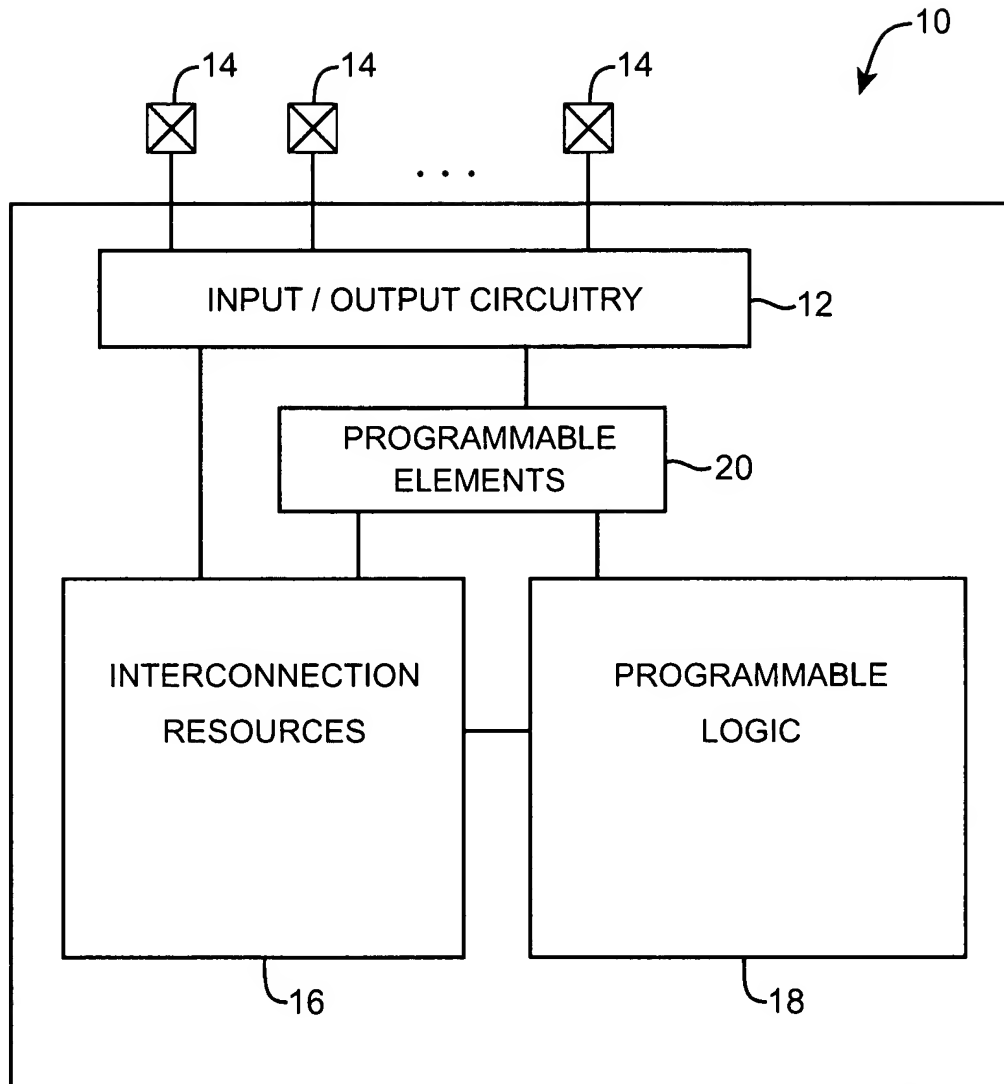 10
14 14 14
. . .
INPUT / OUTPUT CIRCUITRY
12
PROGRAMMABLE
ELEMENTS
20
INTERCONNECTION
RESOURCES
PROGRAMMABLE
LOGIC
16
18